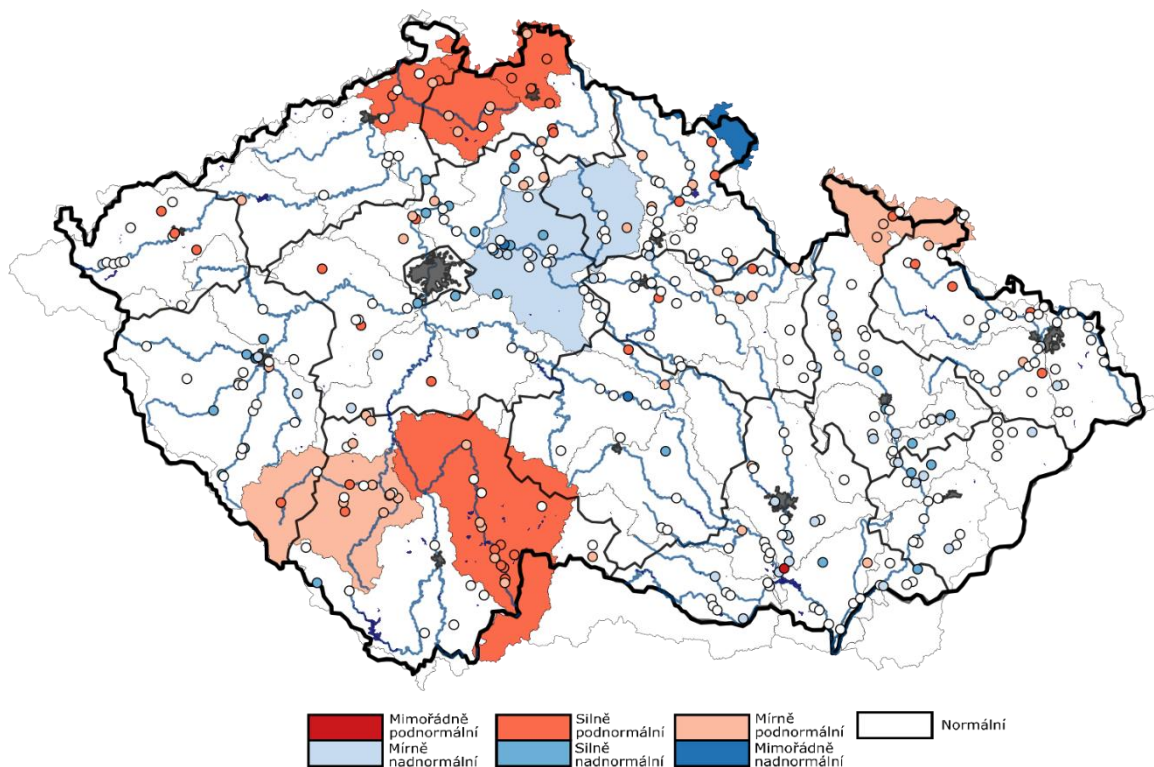 Mimořádně
podnormální
Silně
podnormální
Mírně
podnormální
Normální
Mírně
nadnormální
Silně
nadnormální
Mimořádně
nadnormální